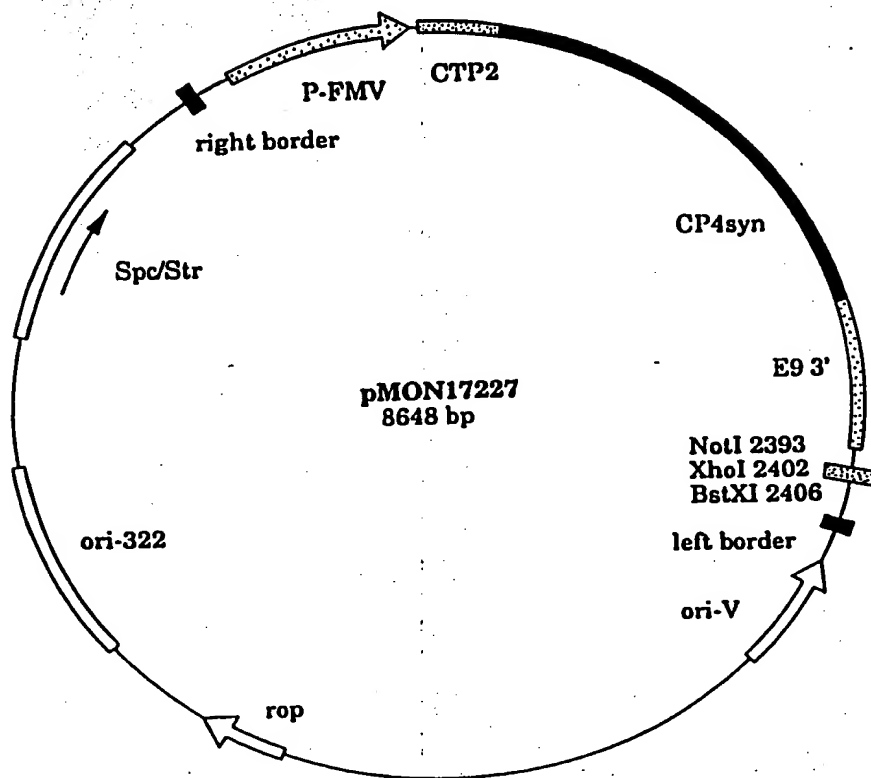 P-FMV
CTP2
right border
CP4syn
Spc/Str
E9 3'
pMON17227
8648 bp
NotI 2393
XhoI 2402
BstXI 2406
left border
ori-322
ori-V
rop